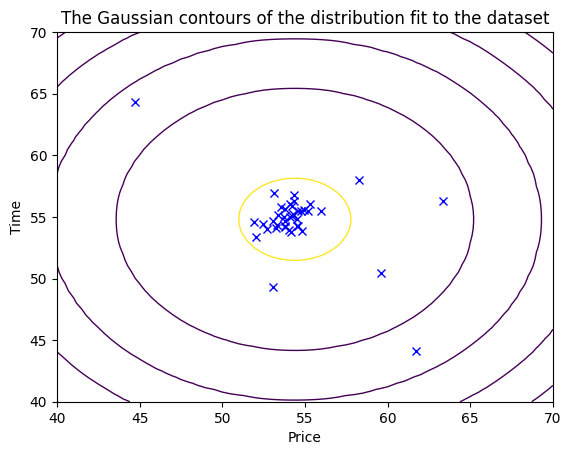 The Gaussian contours of the distribution fit to the dataset
70
65
60
55
50
45
40
Time
40 45 50 55 60 65 70
Price